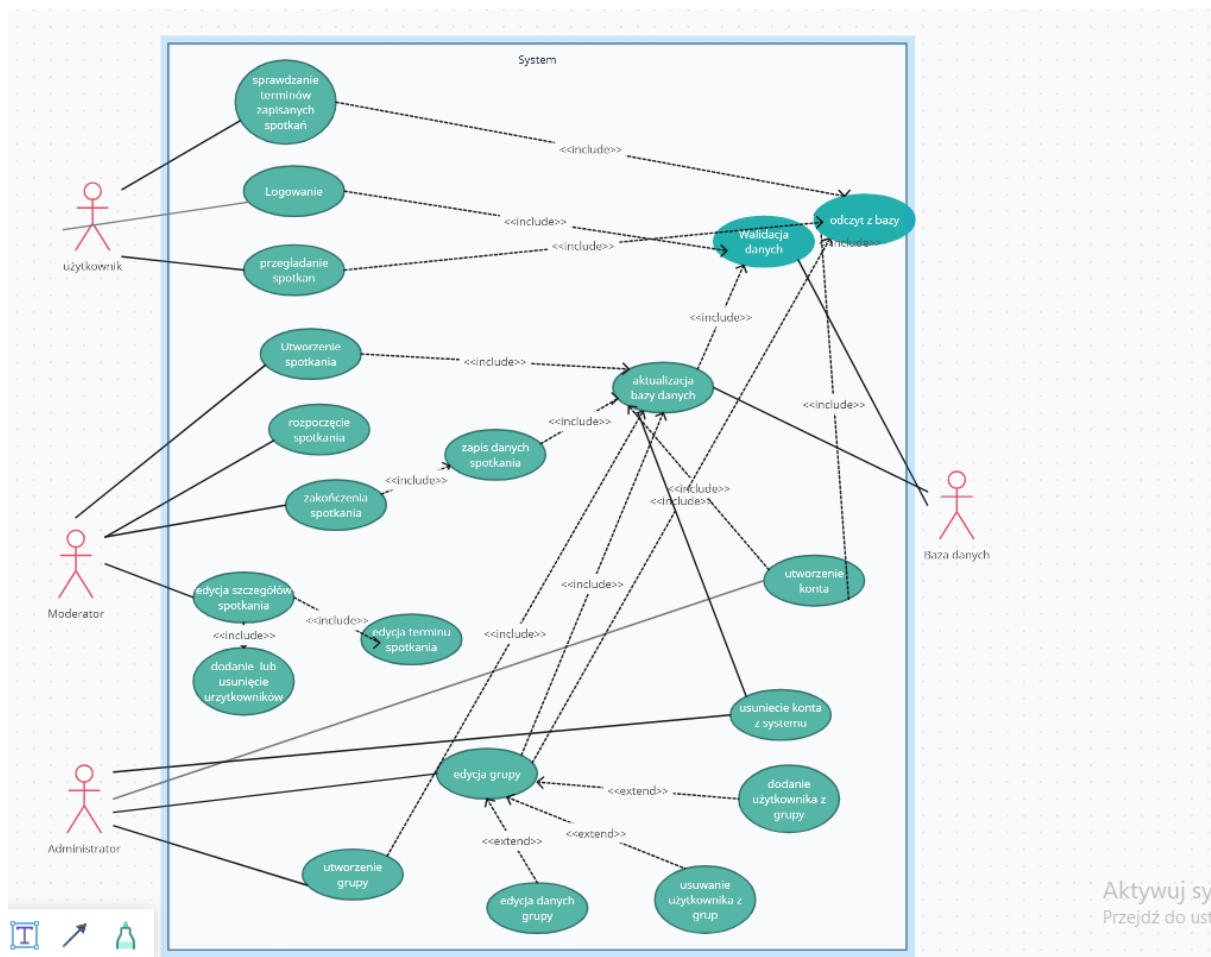 System
sprawdzanie
terminów
zapisanych
spotkań
<<include>>
Logowanie
<<include>>
odczyt z bazy
Walidacja
danych
<<include>>
<<include>>
użytkownik
przegladanie
spotkan
<<include>>
Utworzenie
spotkania
<<include>>
aktualizacja
bazy danych
<<include>>
rozpoczęcie
spotkania
<<include>>
zapis danych
spotkania
<<include>>
zakończenia
spotkania
<<include>>
<<include>>
Baza danych
Moderator
edycja szczegółów
spotkania
<<include>>
<<include>>
edycja terminu
spotkania
dodanie lub
usunięcie
urzytkowników
utworzenie
konta
<<include>>
<<include>>
usuniecie konta
z systemu
Administrator
edycja grupy
<<extend>>
dodanie
użytkownika z
grupy
<<extend>>
<<extend>>
utworzenie
grupy
edycja danych
grupy
usuwanie
użytkownika z
grup
Aktywuj sy
Przejdź do ust
T